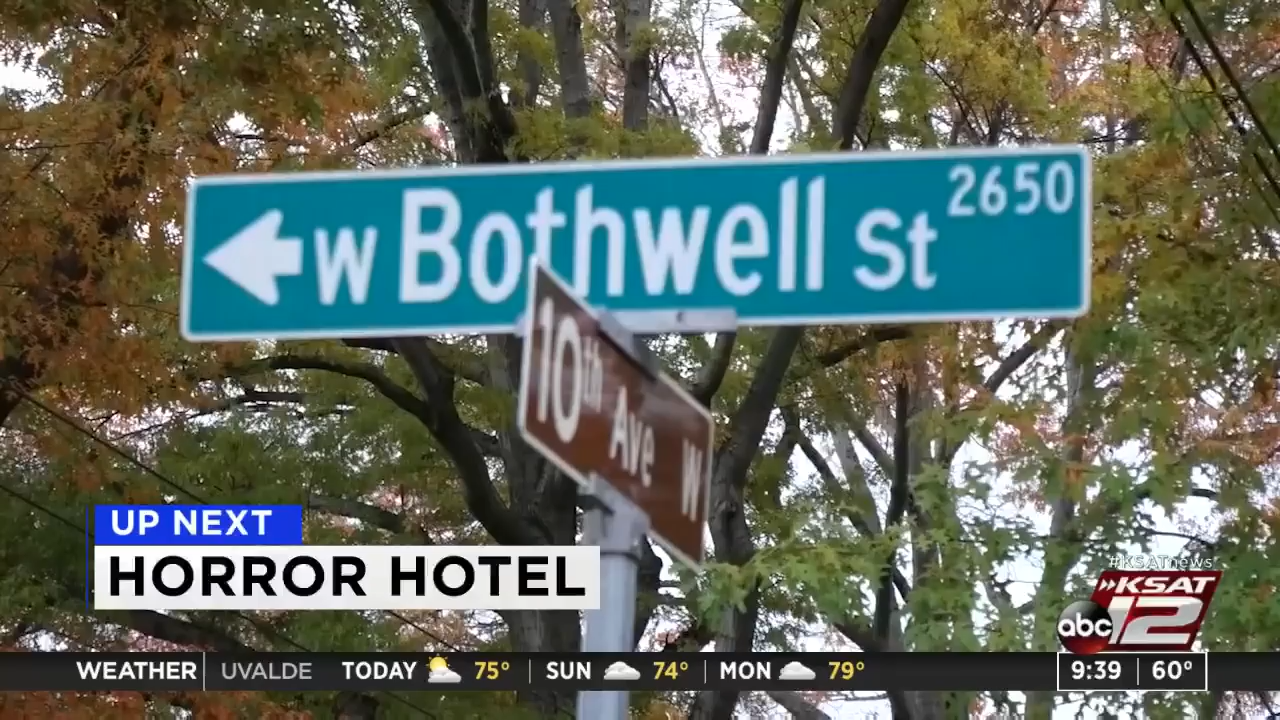 W Bothwell St 2650
10th Ave W
UP NEXT
HORROR HOTEL
#KSATnews
KSAT
abc 12
WEATHER UVALDE TODAY 75° SUN 74° MON 79° 9:39 60°